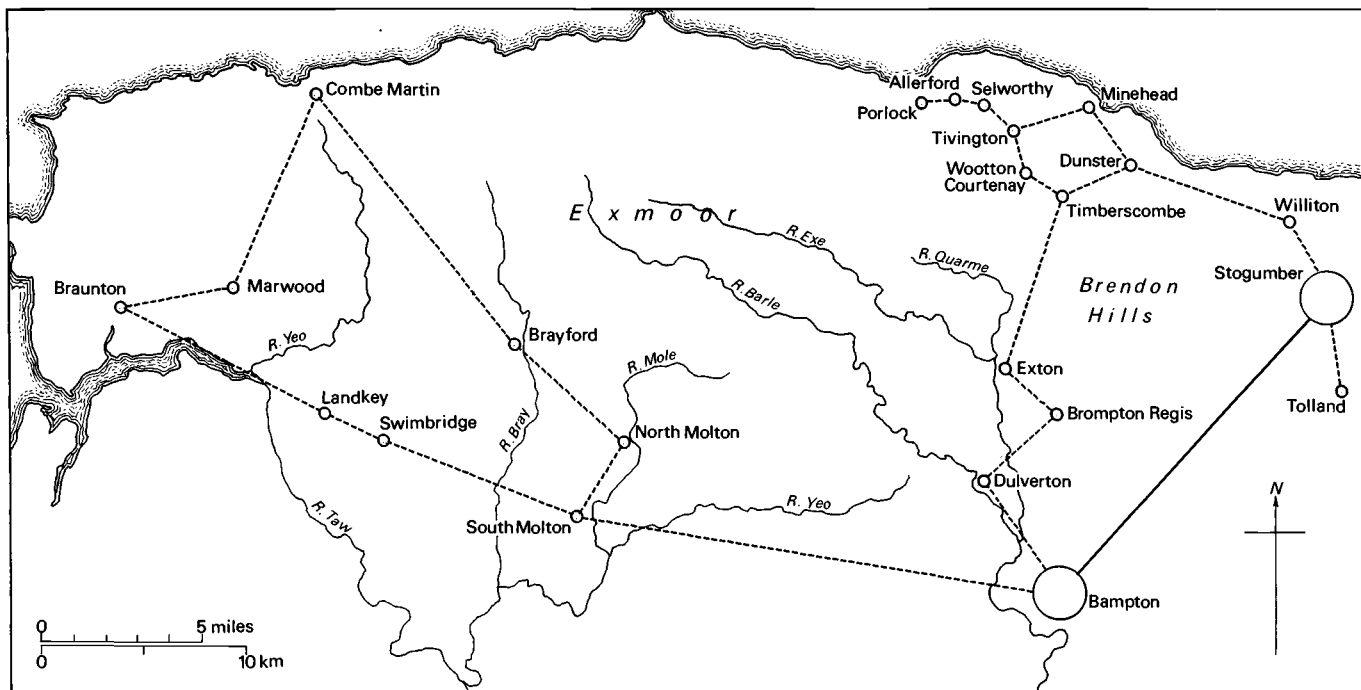 Combe Martin
Allerford
Selworthy
Minehead
Porlock
Tivington
Dunster
Wootton
Courtenay
Timberscombe
Williton
Exmoor
R. Exe
R. Quarme
Stogumber
Brendon
Hills
R. Barle
Braunton
Marwood
R. Yeo
Brayford
R. Mole
Exton
Landkey
Swimbridge
R. Bray
North Molton
Brompton Regis
Tolland
Dulverton
R. Taw
South Molton
R. Yeo
N
Bampton
0 5 miles
0 10 km